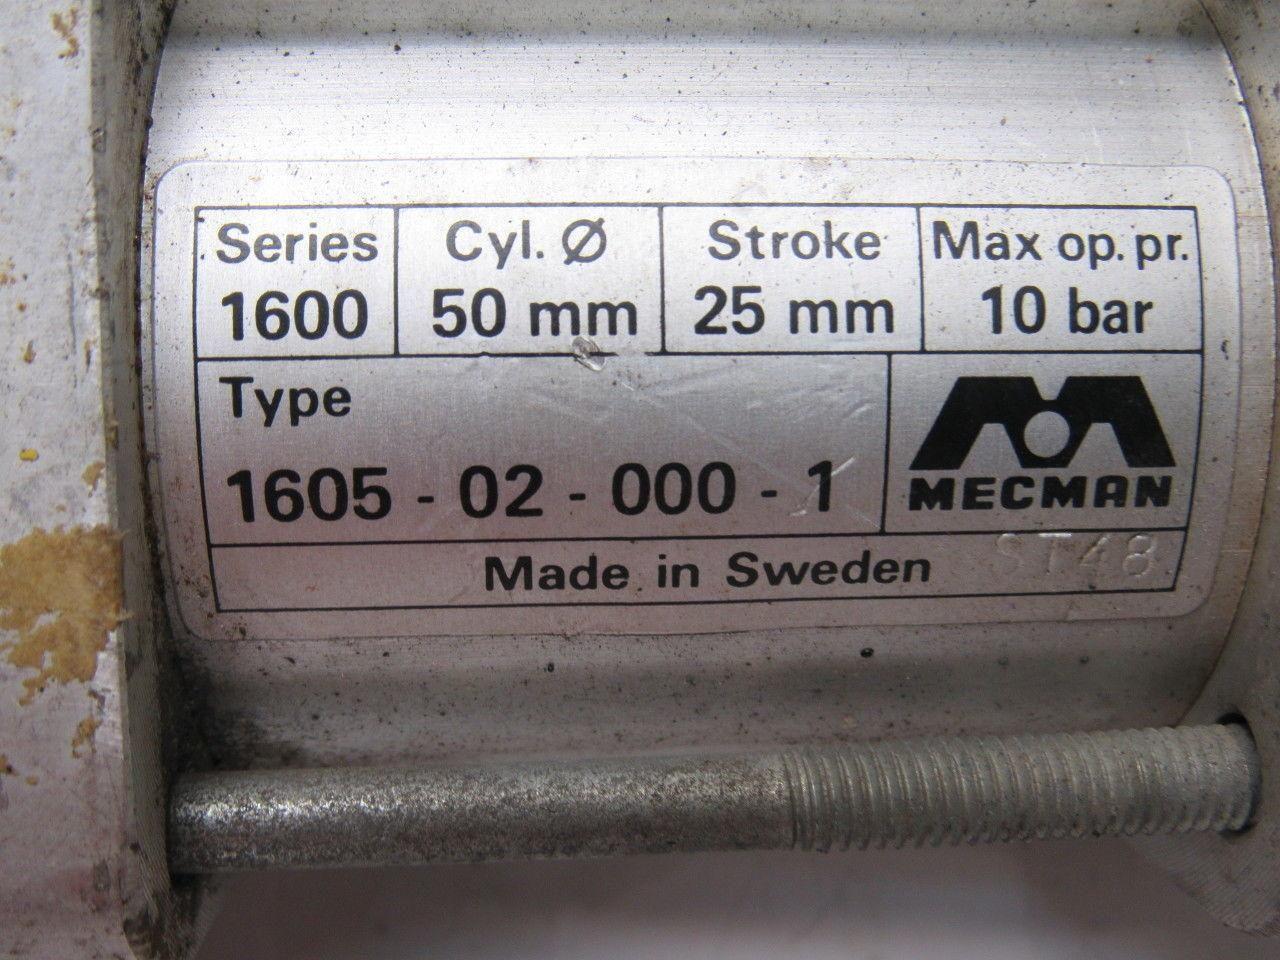 Series Cyl. Ø Stroke Max op. pr.
1600 50 mm 25 mm 10 bar
Type
1605 - 02 - 000 - 1
MECMAN
Made in Sweden ST48